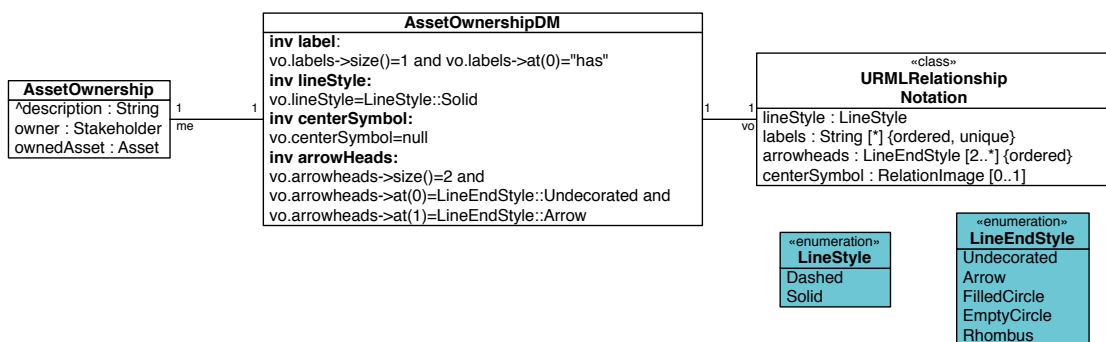 AssetOwnership
^description : String
owner : Stakeholder
ownedAsset : Asset
1
me
1
AssetOwnershipDM
inv label:
vo.labels->size()=1 and vo.labels->at(0)="has"
inv lineStyle:
vo.lineStyle=LineStyle::Solid
inv centerSymbol:
vo.centerSymbol=null
inv arrowHeads:
vo.arrowheads->size()=2 and
vo.arrowheads->at(0)=LineEndStyle::Undecorated and
vo.arrowheads->at(1)=LineEndStyle::Arrow
1
1
vo
«class»
URMLRelationship
Notation
lineStyle : LineStyle
labels : String [*] {ordered, unique}
arrowheads : LineEndStyle [2..*] {ordered}
centerSymbol : RelationImage [0..1]
«enumeration»
LineStyle
Dashed
Solid
«enumeration»
LineEndStyle
Undecorated
Arrow
FilledCircle
EmptyCircle
Rhombus